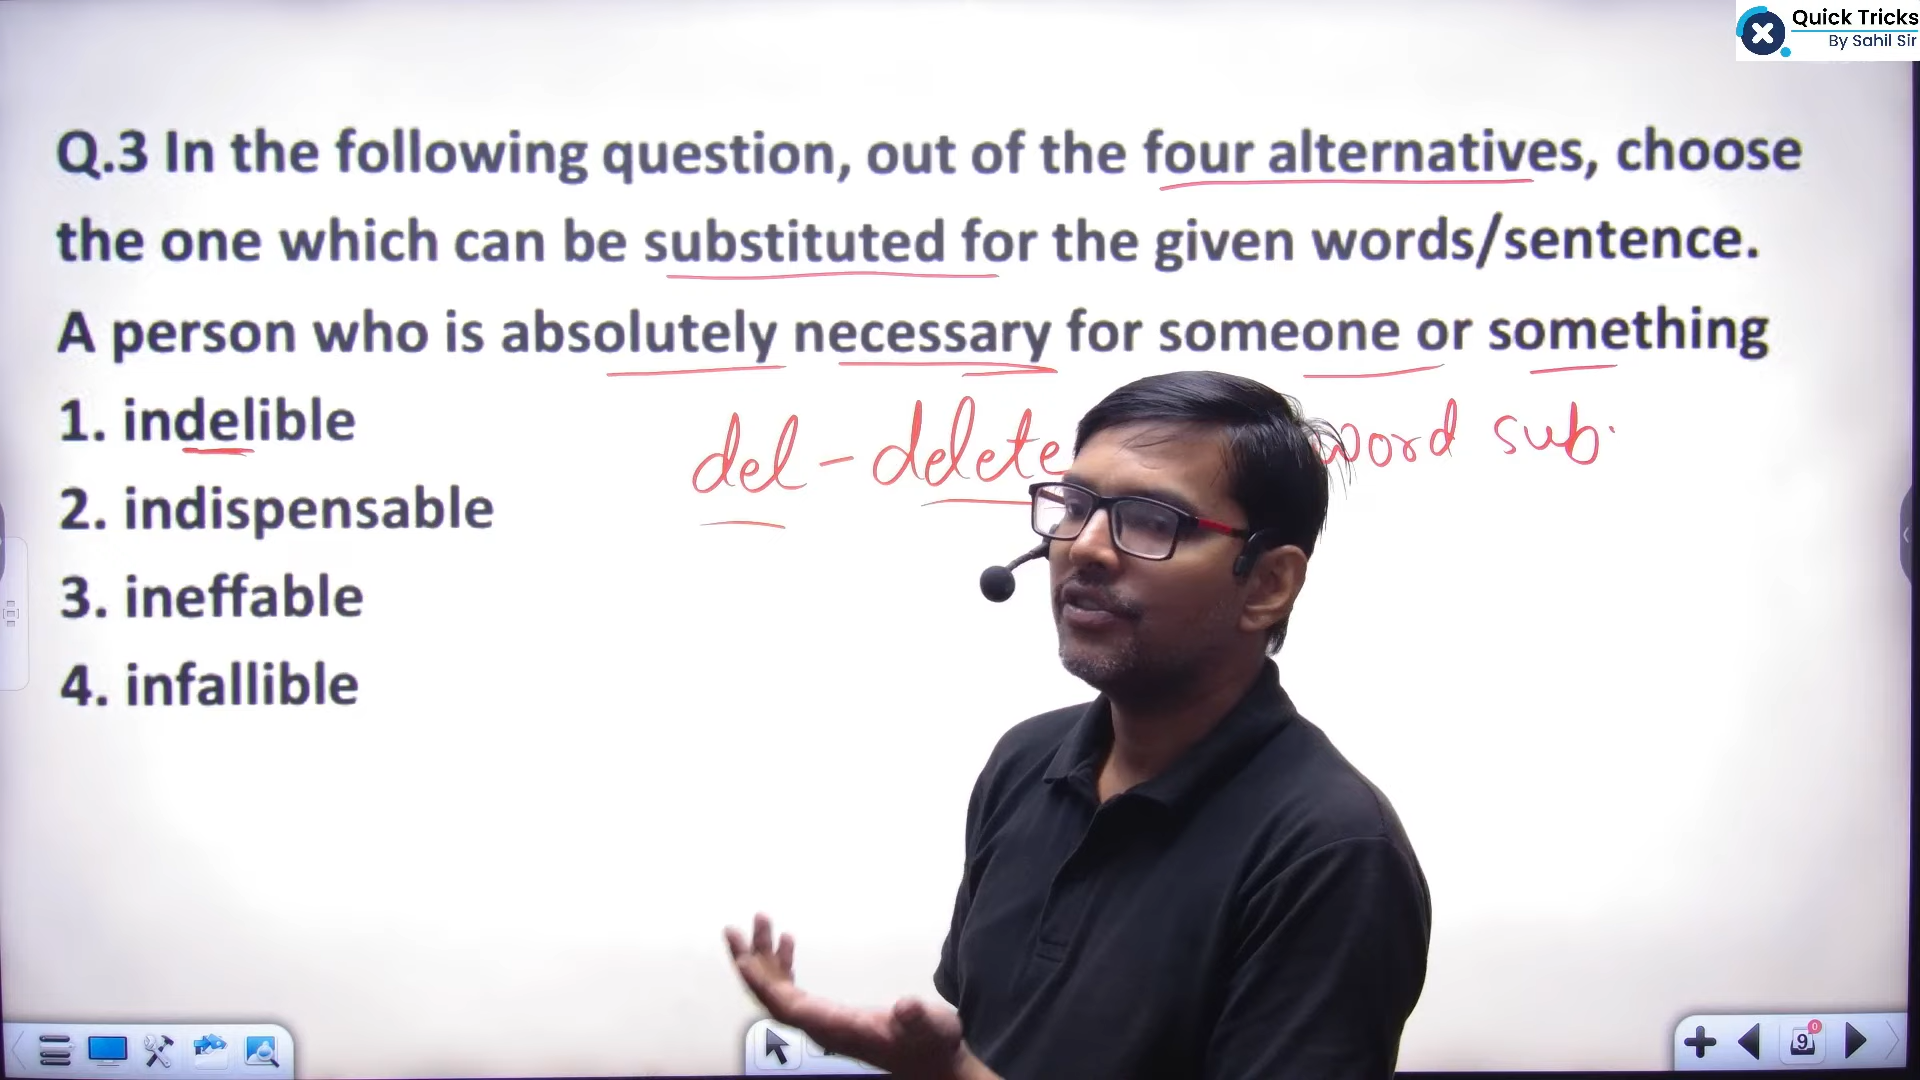 Quick Tricks
By Sahil Sir
Q.3 In the following question, out of the four alternatives, choose
the one which can be substituted for the given words/sentence.
A person who is absolutely necessary for someone or something
1. indelible
del - delete word sub.
2. indispensable
3. ineffable
4. infallible
0
9